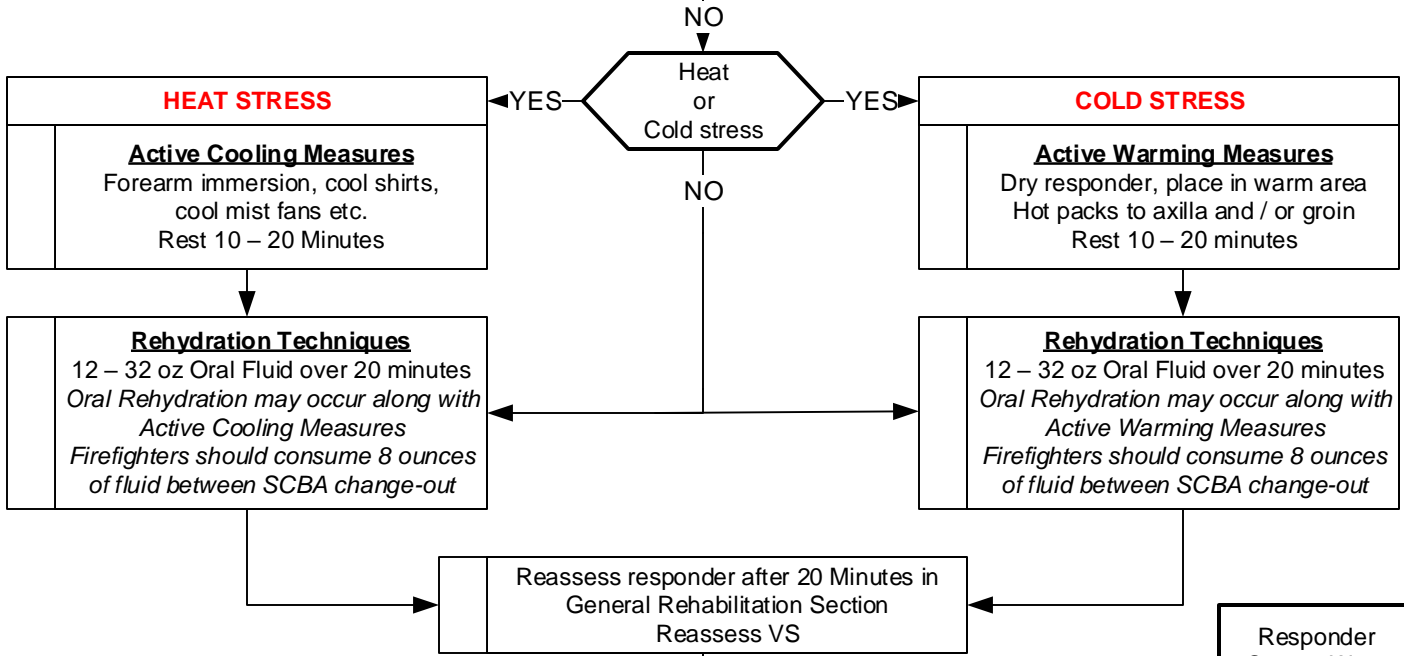 NO
Heat
or
Cold stress
YES
YES
NO
HEAT STRESS
Active Cooling Measures
Forearm immersion, cool shirts,
cool mist fans etc.
Rest 10 – 20 Minutes
COLD STRESS
Active Warming Measures
Dry responder, place in warm area
Hot packs to axilla and / or groin
Rest 10 – 20 minutes
Rehydration Techniques
12 – 32 oz Oral Fluid over 20 minutes
Oral Rehydration may occur along with
Active Cooling Measures
Firefighters should consume 8 ounces
of fluid between SCBA change-out
Rehydration Techniques
12 – 32 oz Oral Fluid over 20 minutes
Oral Rehydration may occur along with
Active Warming Measures
Firefighters should consume 8 ounces
of fluid between SCBA change-out
Reassess responder after 20 Minutes in
General Rehabilitation Section
Reassess VS
Responder